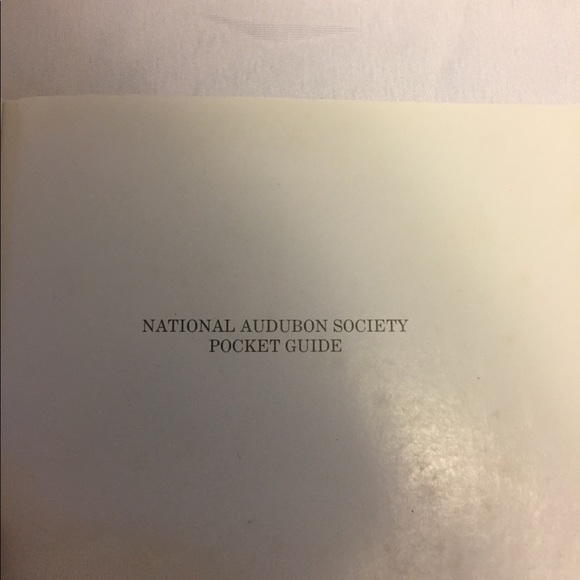 NATIONAL AUDUBON SOCIETY
POCKET GUIDE